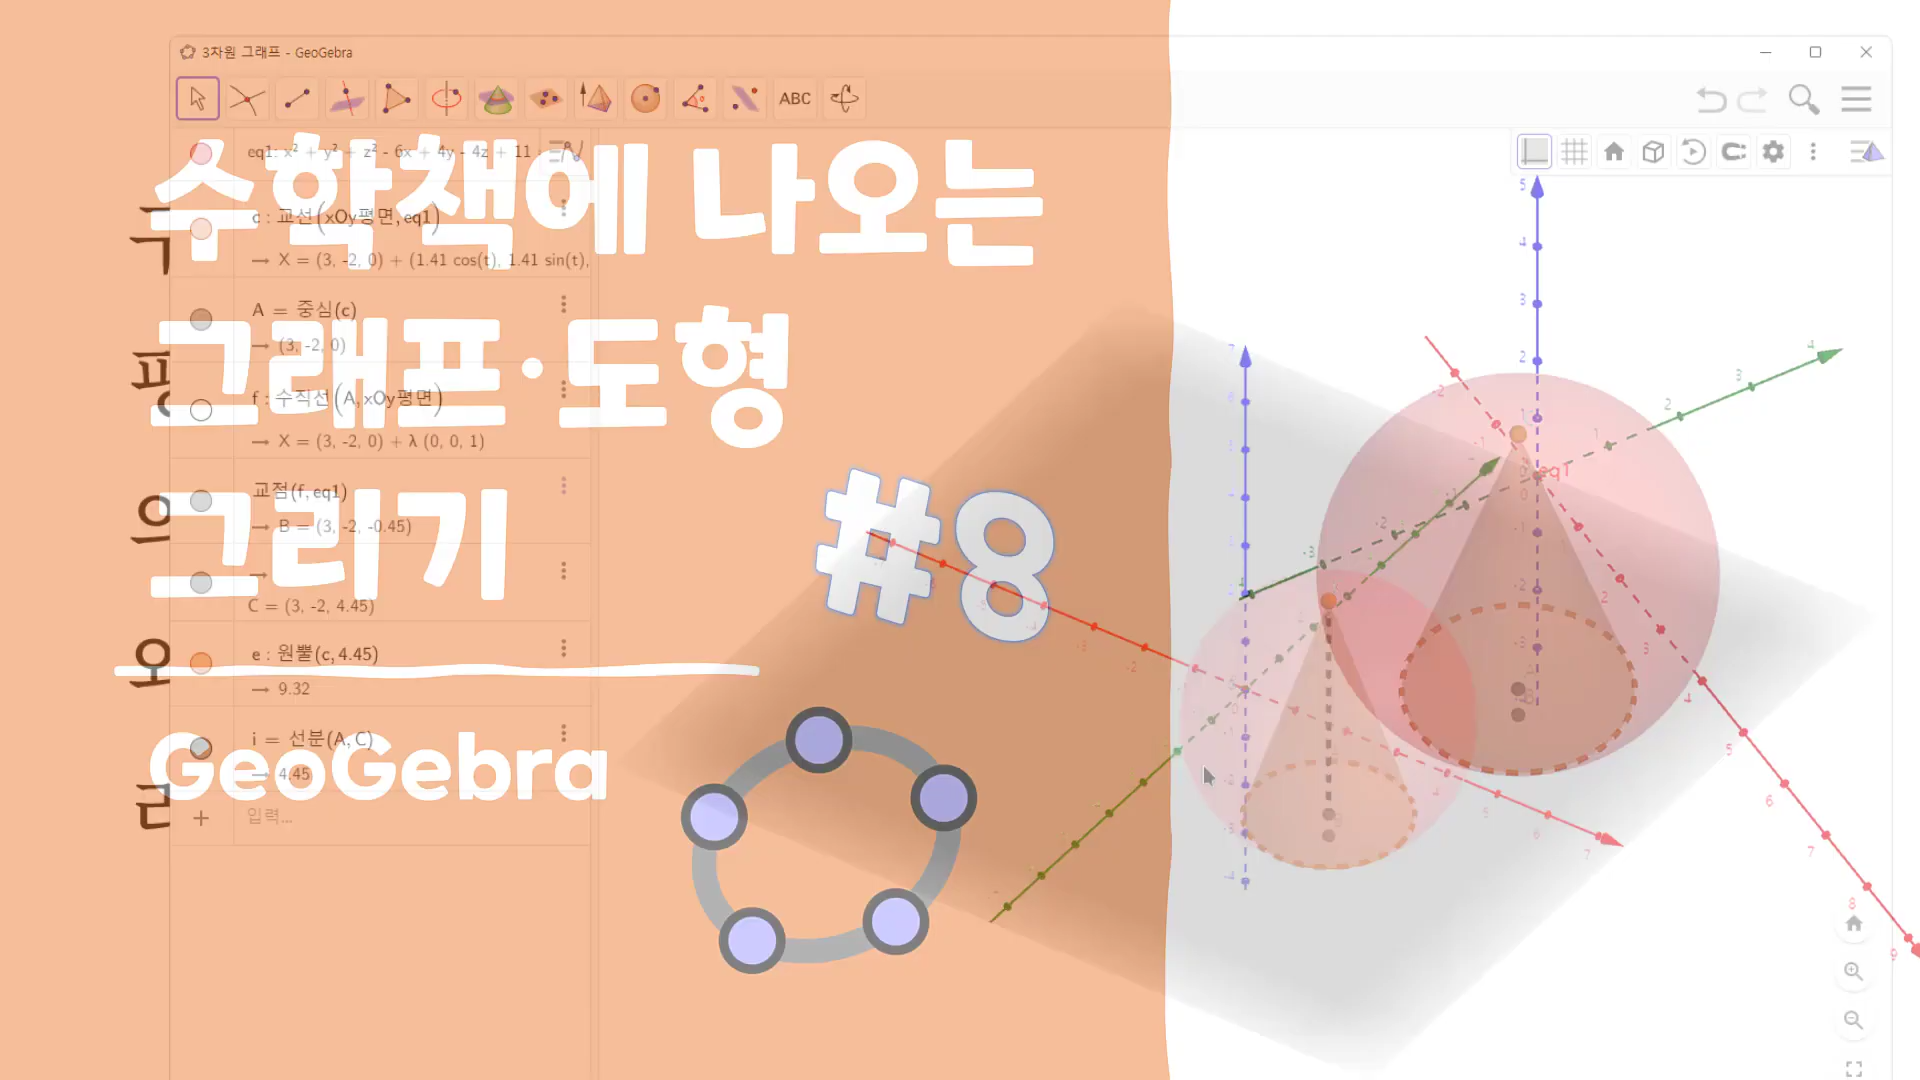 3차원 그래프 - GeoGebra
ABC
수학책에 나오는
그래프·도형
그리기
#8
GeoGebra
eq1: x² + y² + z² - 6x + 4y - 4z + 11
c : 교선(xOy평면, eq1)
→ X = (3, -2, 0) + (1.41 cos(t), 1.41 sin(t),
A = 중심(c)
→ (3, -2, 0)
f : 수직선(A, xOy평면)
→ X = (3, -2, 0) + λ (0, 0, 1)
교점(f, eq1)
→ B = (3, -2, -0.45)
→ C = (3, -2, 4.45)
e : 원뿔(c, 4.45)
→ 9.32
i = 선분(A, C)
→ 4.45
입력...
eq1